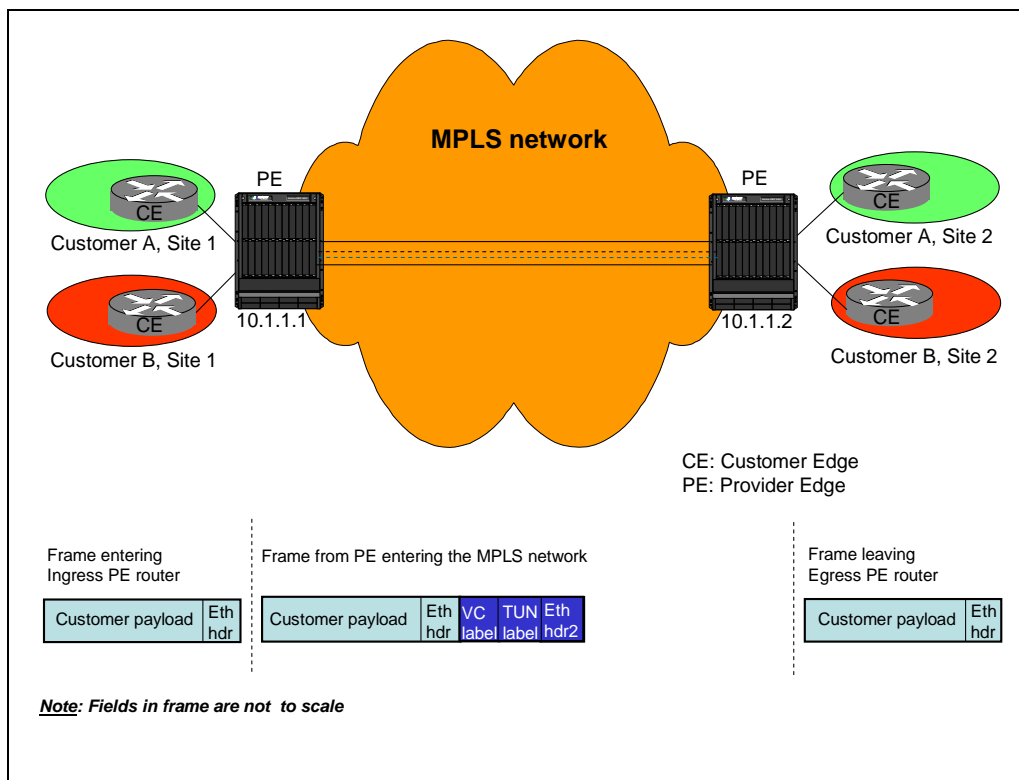 MPLS network
PE
PE
CE
CE
Customer A, Site 1
Customer A, Site 2
CE
CE
10.1.1.1
10.1.1.2
Customer B, Site 1
Customer B, Site 2
CE: Customer Edge
PE: Provider Edge
Frame entering
Ingress PE router
Frame from PE entering the MPLS network
Frame leaving
Egress PE router
Customer payload
Eth
hdr
Customer payload
Eth
hdr
VC
label
TUN
label
Eth
hdr2
Customer payload
Eth
hdr
Note: Fields in frame are not to scale